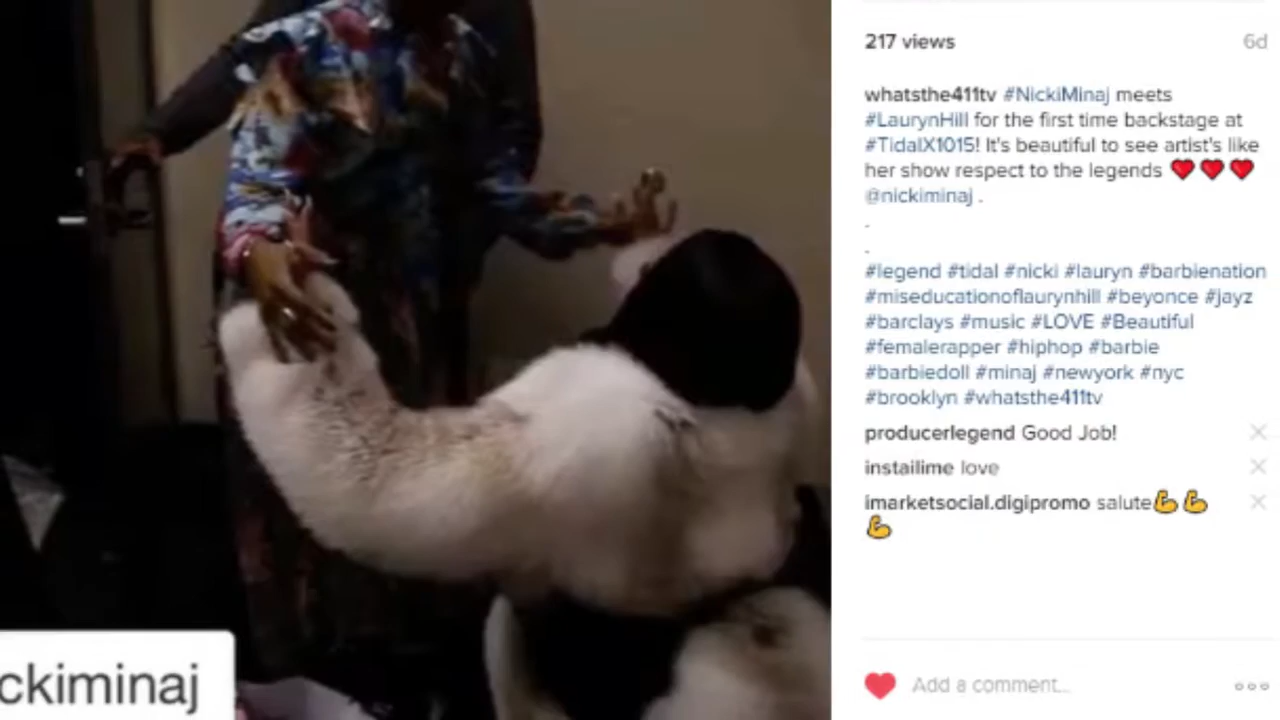 217 views 6d
whatsthe411tv #NickiMinaj meets
#LaurynHill for the first time backstage at
#TidalX1015! It's beautiful to see artist's like
her show respect to the legends ❤️ ❤️ ❤️
@nickiminaj .
.
.
#legend #tidal #nicki #lauryn #barbienation
#miseducationoflaurynhill #beyonce #jayz
#barclays #music #LOVE #Beautiful
#femalerapper #hiphop #barbie
#barbiedoll #minaj #newyork #nyc
#brooklyn #whatsthe411tv
producerlegend Good Job!
instailime love
imarketsocial.digipromo salute💪 💪
💪
Add a comment...
ckiminaj